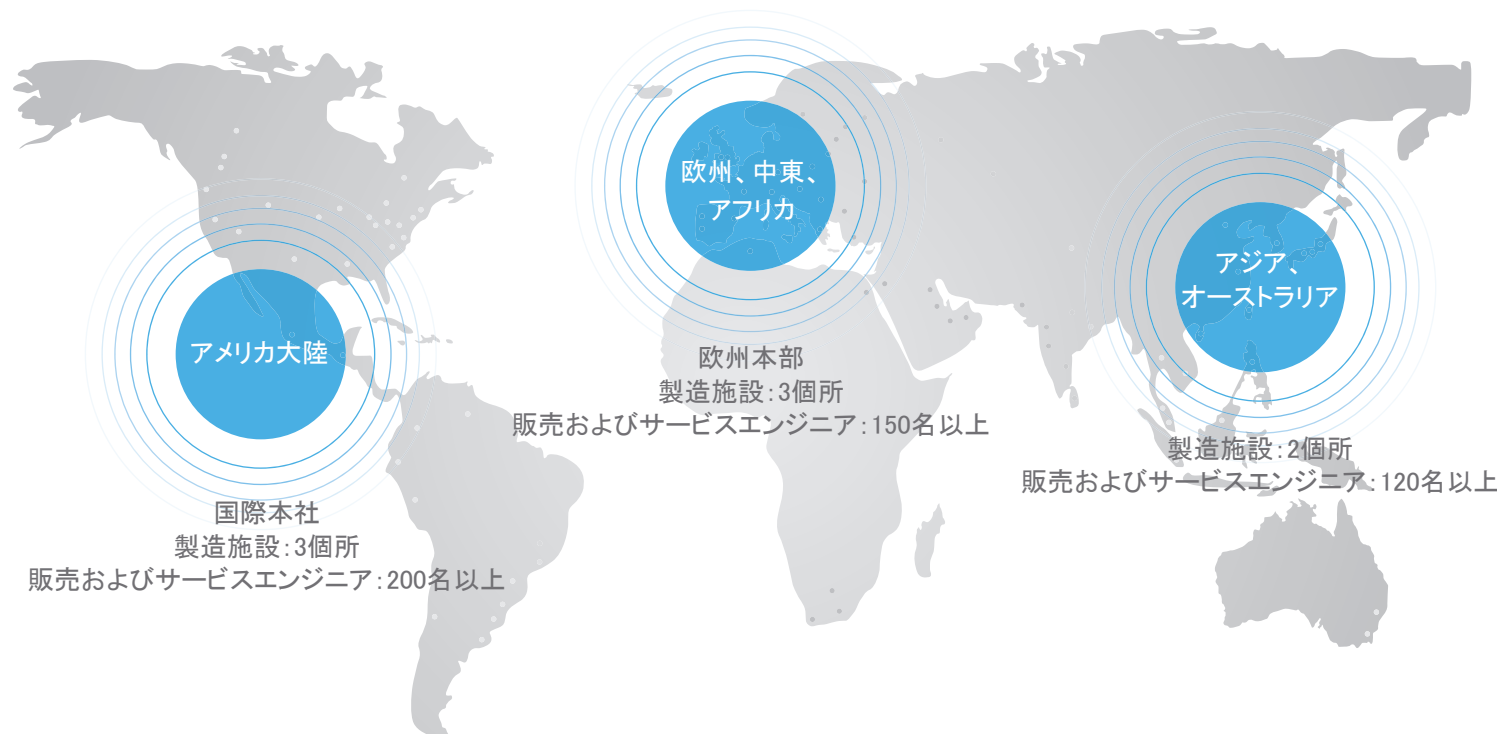 アメリカ大陸
国際本社
製造施設：3個所
販売およびサービスエンジニア：200名以上
欧州、中東、
アフリカ
欧州本部
製造施設：3個所
販売およびサービスエンジニア：150名以上
アジア、
オーストラリア
製造施設：2個所
販売およびサービスエンジニア：120名以上